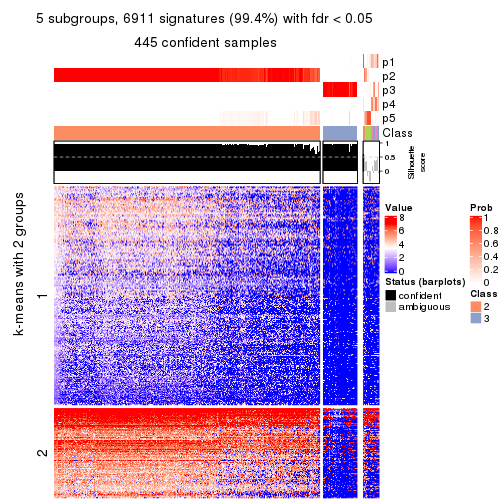 5 subgroups, 6911 signatures (99.4%) with fdr < 0.05
445 confident samples
p1
p2
p3
p4
p5
Class
1
0.5
0
Silhouette
score
k-means with 2 groups
1
2
Value
8
6
4
2
0
Status (barplots)
confident
ambiguous
Prob
1
0.8
0.6
0.4
0.2
0
Class
2
3